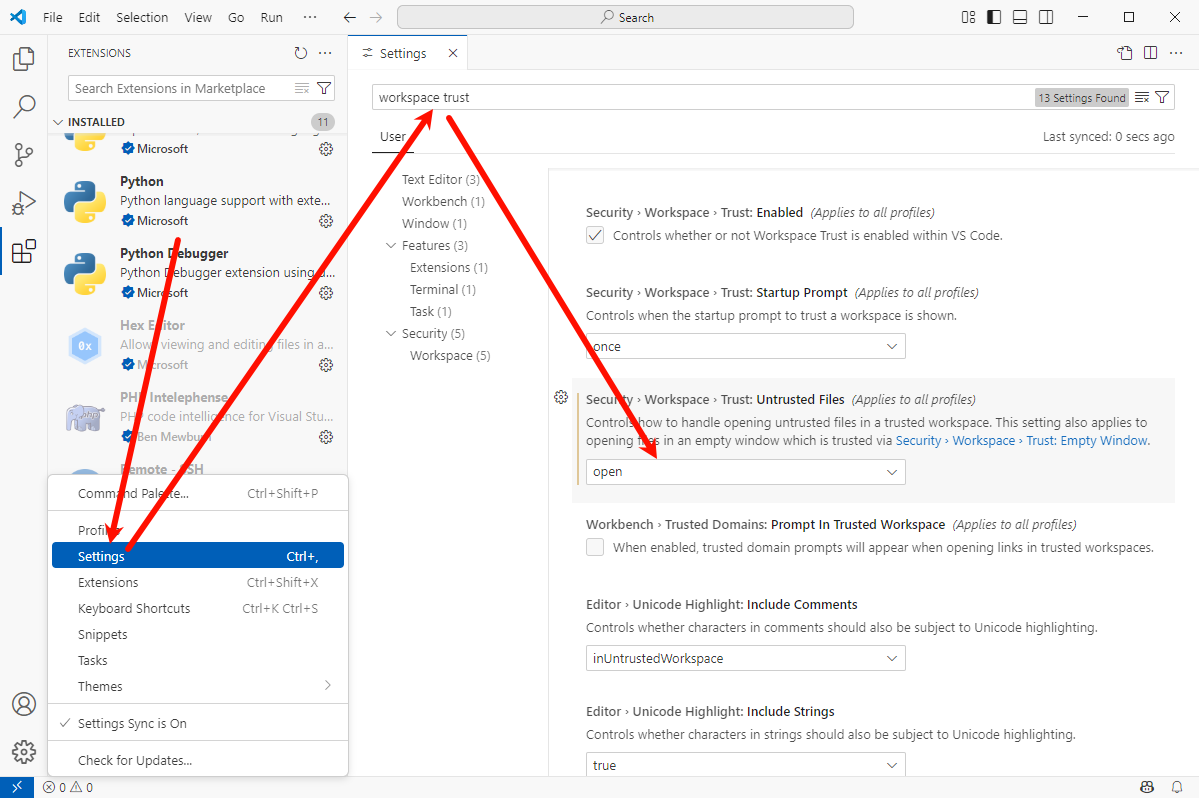 File Edit Selection View Go Run ··· Search
EXTENSIONS
Search Extensions in Marketplace
INSTALLED 11
Microsoft
Python
Python language support with exte...
Microsoft
Python Debugger
Python Debugger extension using d...
Microsoft
Hex Editor
0x
Allows viewing and editing files in a...
Microsoft
PHP Intelephense
php
PHP code intelligence for Visual Stu...
Ben Mewburn
Remote - SSH
Command Palette... Ctrl+Shift+P
Profiles
Settings Ctrl+,
Extensions Ctrl+Shift+X
Keyboard Shortcuts Ctrl+K Ctrl+S
Snippets
Tasks
Themes
Settings Sync is On
Check for Updates...
Settings
workspace trust 13 Settings Found
User Last synced: 0 secs ago
Text Editor (3)
Workbench (1)
Window (1)
Features (3)
Extensions (1)
Terminal (1)
Task (1)
Security (5)
Workspace (5)
Security › Workspace › Trust: Enabled (Applies to all profiles)
Controls whether or not Workspace Trust is enabled within VS Code.
Security › Workspace › Trust: Startup Prompt (Applies to all profiles)
Controls when the startup prompt to trust a workspace is shown.
once
Security › Workspace › Trust: Untrusted Files (Applies to all profiles)
Controls how to handle opening untrusted files in a trusted workspace. This setting also applies to
opening files in an empty window which is trusted via Security › Workspace › Trust: Empty Window.
open
Workbench › Trusted Domains: Prompt In Trusted Workspace (Applies to all profiles)
When enabled, trusted domain prompts will appear when opening links in trusted workspaces.
Editor › Unicode Highlight: Include Comments
Controls whether characters in comments should also be subject to Unicode highlighting.
inUntrustedWorkspace
Editor › Unicode Highlight: Include Strings
Controls whether characters in strings should also be subject to Unicode highlighting.
true
0 0